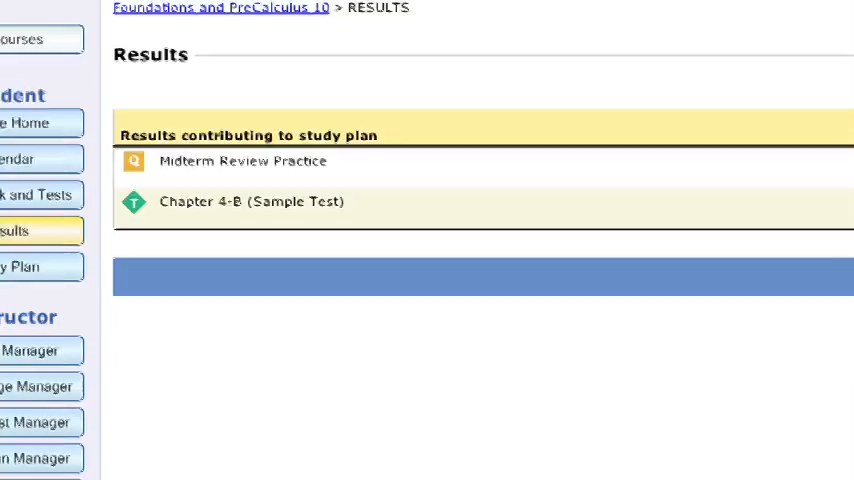 Foundations and PreCalculus 10 > RESULTS
ourses
Results
dent
e Home
Results contributing to study plan
endar
Q Midterm Review Practice
k and Tests
T Chapter 4-B (Sample Test)
sults
y Plan
ructor
Manager
ge Manager
st Manager
n Manager